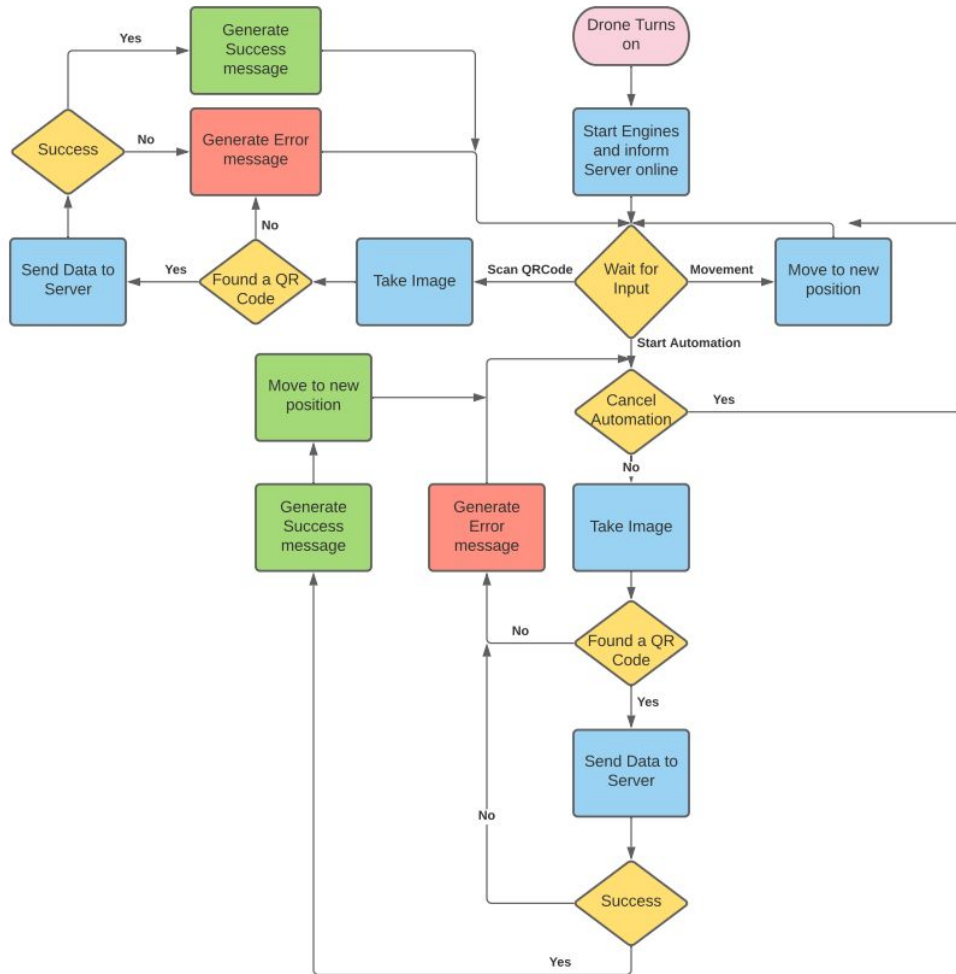 Drone Turns
on
Yes
Generate
Success
message
Start Engines
and inform
Server online
Success
No
Generate Error
message
No
Send Data to
Server
Yes
Found a QR
Code
Take Image
Scan QRCode
Wait for
Input
Movement
Move to new
position
Start Automation
Move to new
position
Cancel
Automation
Yes
No
Generate
Success
message
Generate
Error
message
Take Image
No
Found a QR
Code
Yes
Send Data to
Server
No
Success
Yes